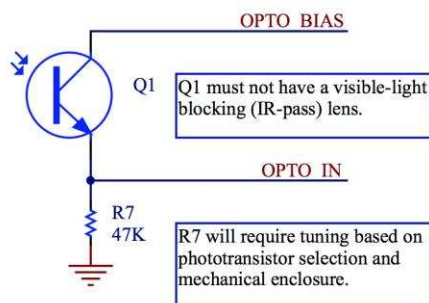 OPTO BIAS
Q1
Q1 must not have a visible-light
blocking (IR-pass) lens.
OPTO IN
R7
47K
R7 will require tuning based on
phototransistor selection and
mechanical enclosure.